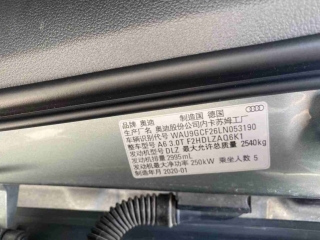 品牌 奥迪 制造国 德国
生产厂名 奥迪股份公司内卡苏姆工厂
车辆识别代号 WAU9GCF26LN053190
整车型号 A6 3.0T F2HDLZAQ6K1
发动机型号 DLZ 最大允许总质量 2540kg
发动机排量 2995mL
发动机最大净功率 250kW 乘坐人数 5
制造年月 2020-01